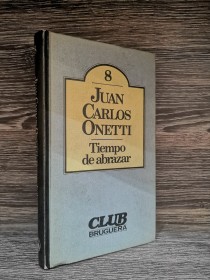 8
JUAN
CARLOS
ONETTI
Tiempo
de abrazar
CLUB
BRUGUERA